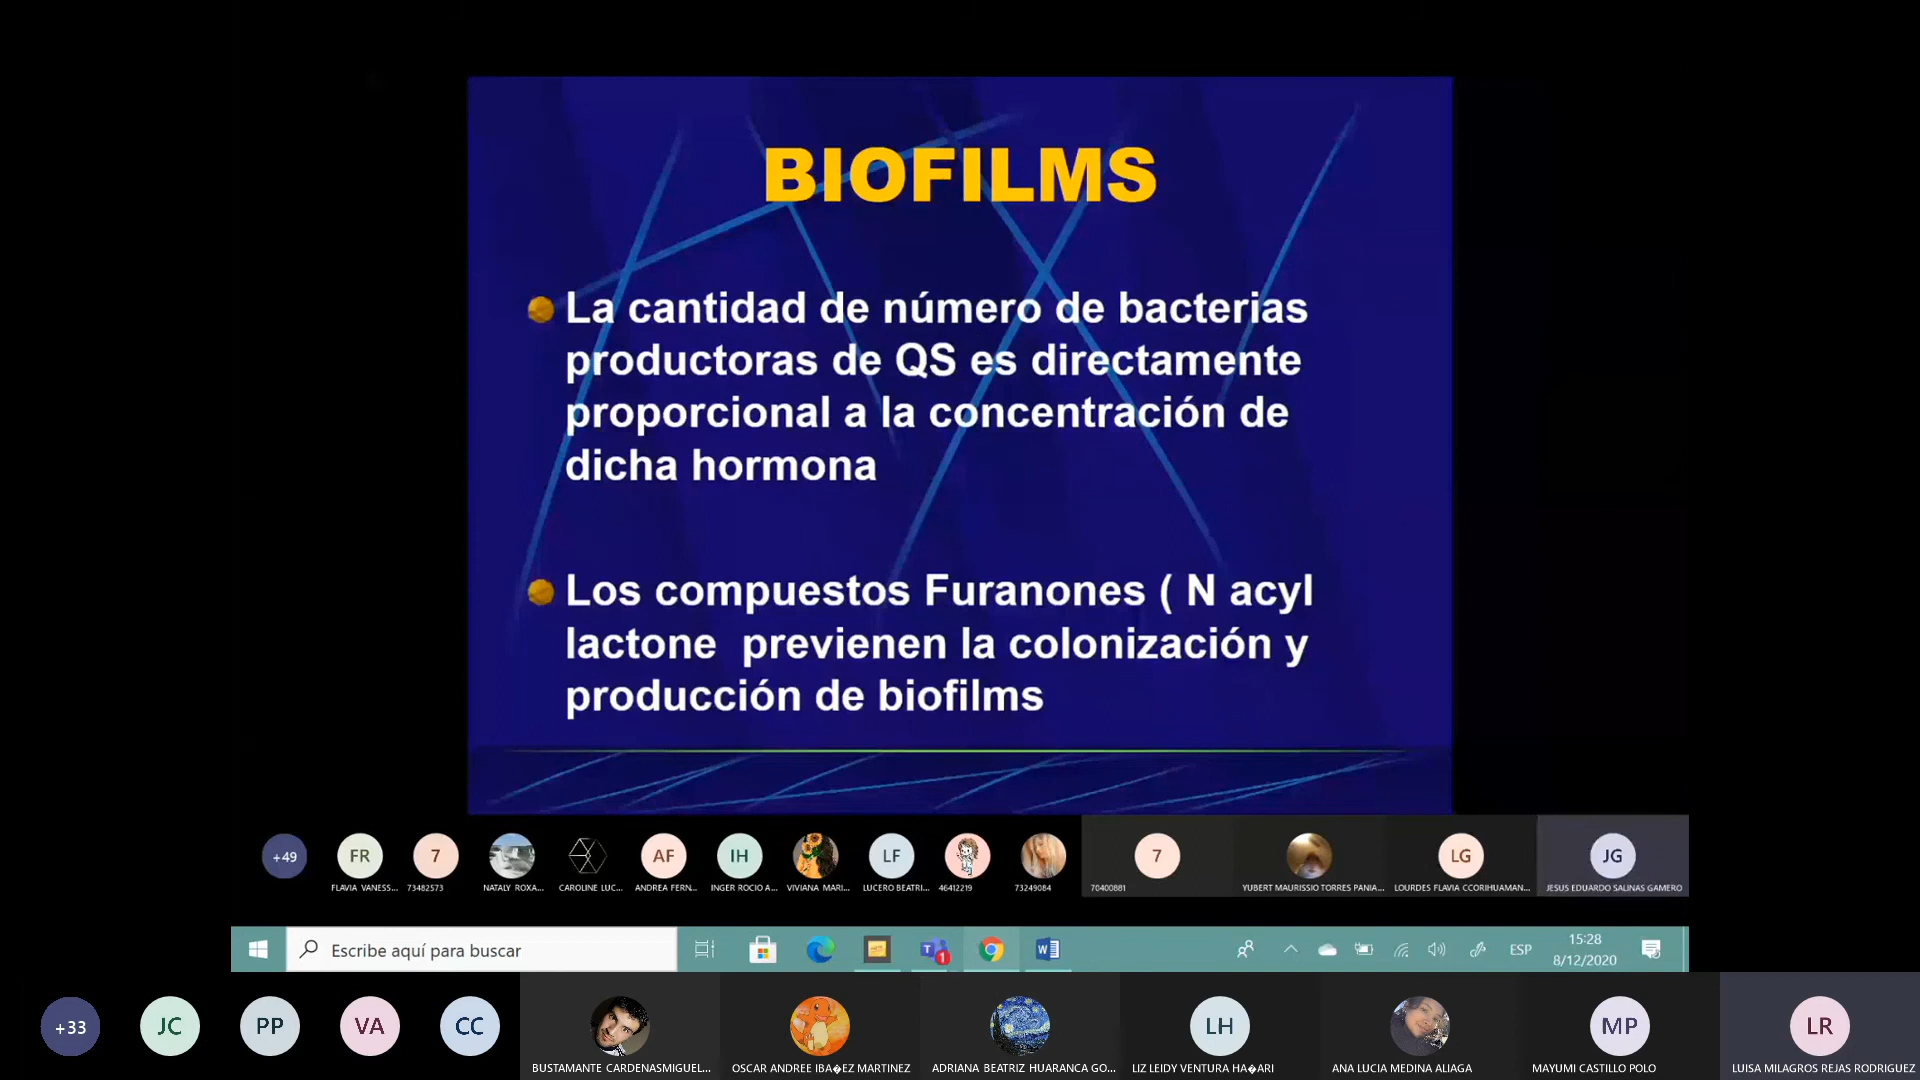 BIOFILMS
La cantidad de número de bacterias
productoras de QS es directamente
proporcional a la concentración de
dicha hormona
Los compuestos Furanones ( N acyl
lactone  previenen la colonización y
producción de biofilms
+49
FR
7
AF
IH
LF
7
LG
JG
FLAVIA VANESS...
73482573
NATALY ROXA...
CAROLINE LUC...
ANDREA FERN...
INGER ROCIO A...
VIVIANA MARI...
LUCERO BEATRI...
46412219
73249084
70400881
YUBERT MAURISSIO TORRES PANIA...
LOURDES FLAVIA CCORIHUAMAN...
JESUS EDUARDO SALINAS GAMERO
Escribe aquí para buscar
T
1
W
ESP
15:28
8/12/2020
+33
JC
PP
VA
CC
LH
MP
LR
BUSTAMANTE CARDENASMIGUEL...
OSCAR ANDREE IBA�EZ MARTINEZ
ADRIANA BEATRIZ HUARANCA GO...
LIZ LEIDY VENTURA HA�ARI
ANA LUCIA MEDINA ALIAGA
MAYUMI CASTILLO POLO
LUISA MILAGROS REJAS RODRIGUEZ